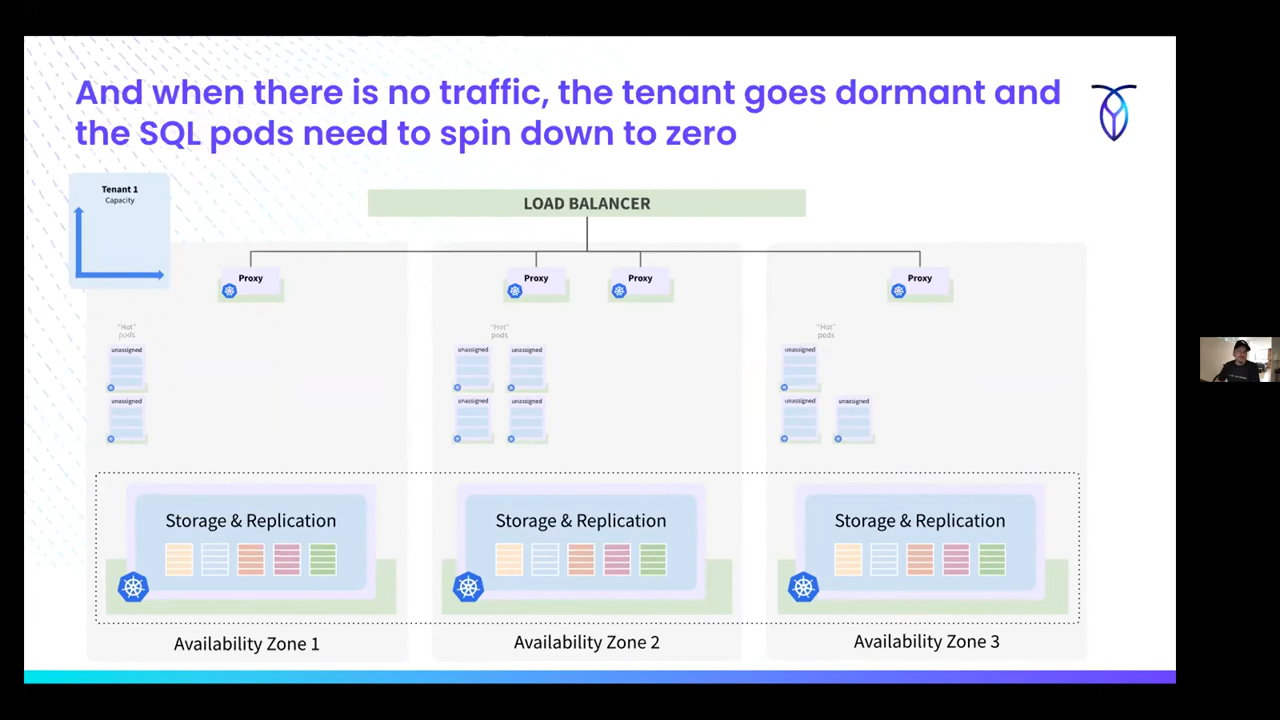 And when there is no traffic, the tenant goes dormant and
the SQL pods need to spin down to zero
Tenant 1
Capacity
LOAD BALANCER
Proxy
Proxy
Proxy
Proxy
"Hot"
pods
"Hot"
pods
"Hot"
pods
unassigned
unassigned
unassigned
unassigned
unassigned
unassigned
unassigned
unassigned
unassigned
Storage & Replication
Storage & Replication
Storage & Replication
Availability Zone 1
Availability Zone 2
Availability Zone 3